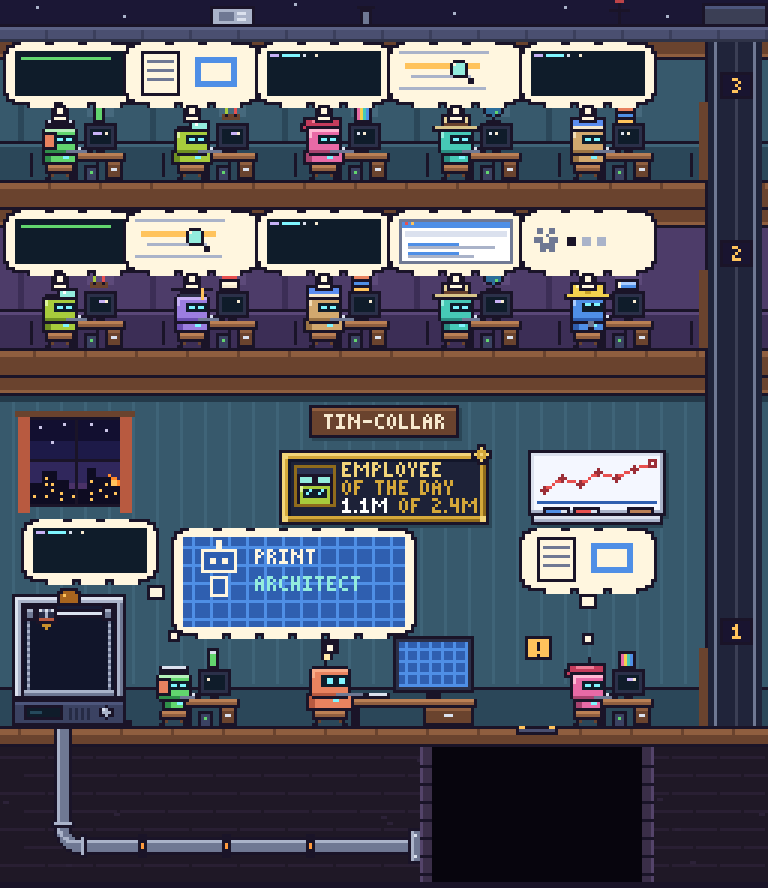 3
2
TIN-COLLAR
EMPLOYEE
OF THE DAY
1.1M OF 2.4M
PRINT
ARCHITECT
!
1